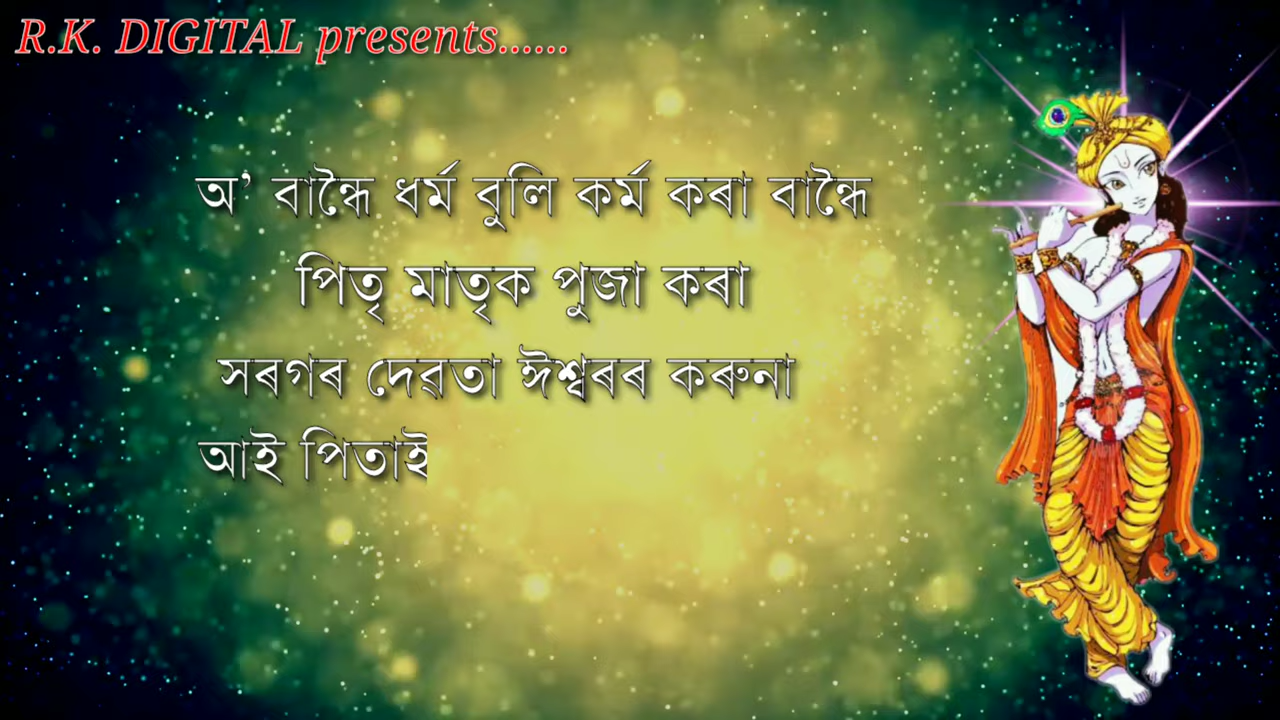 R.K. DIGITAL presents......
অ’ বান্ধৈ ধৰ্ম বুলি কৰ্ম কৰা বান্ধৈ
পিতৃ মাতৃক পুজা কৰা
সৰগৰ দেৱতা ঈশ্বৰৰ কৰুনা
আই পিতাই